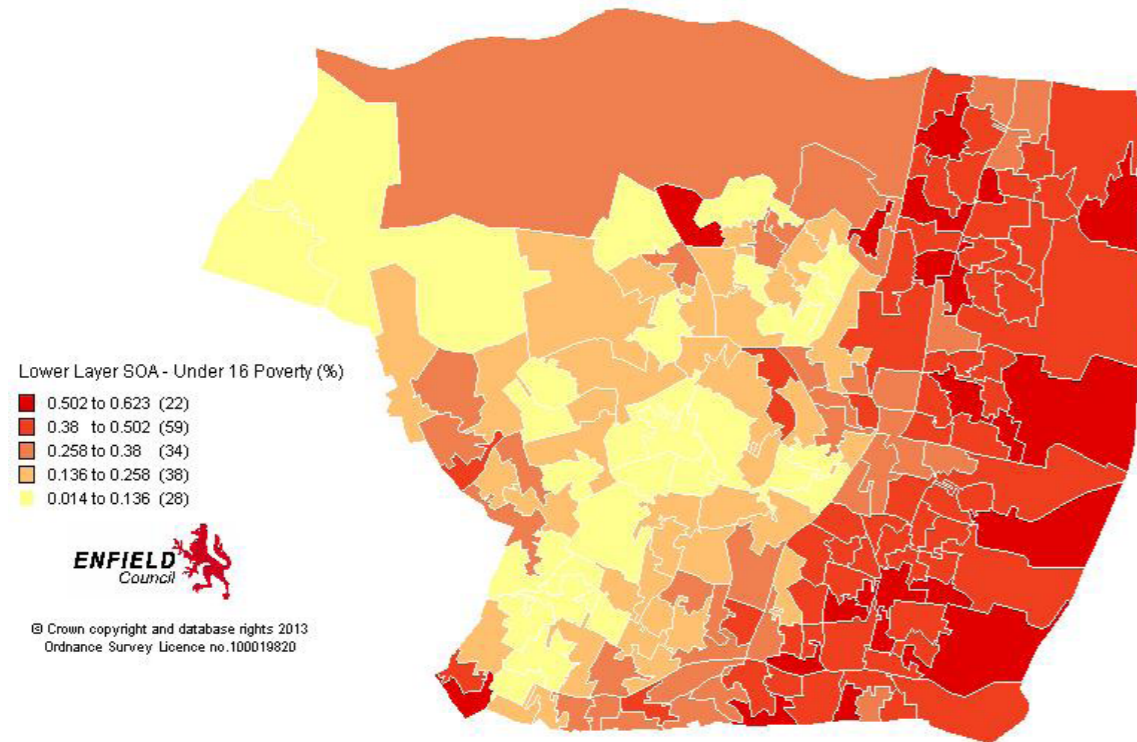 Lower Layer SOA - Under 16 Poverty (%)
0.502 to 0.623 (22)
0.38 to 0.502 (59)
0.258 to 0.38 (34)
0.136 to 0.258 (38)
0.014 to 0.136 (28)
ENFIELD
Council
© Crown copyright and database rights 2013
Ordnance Survey Licence no.100019820